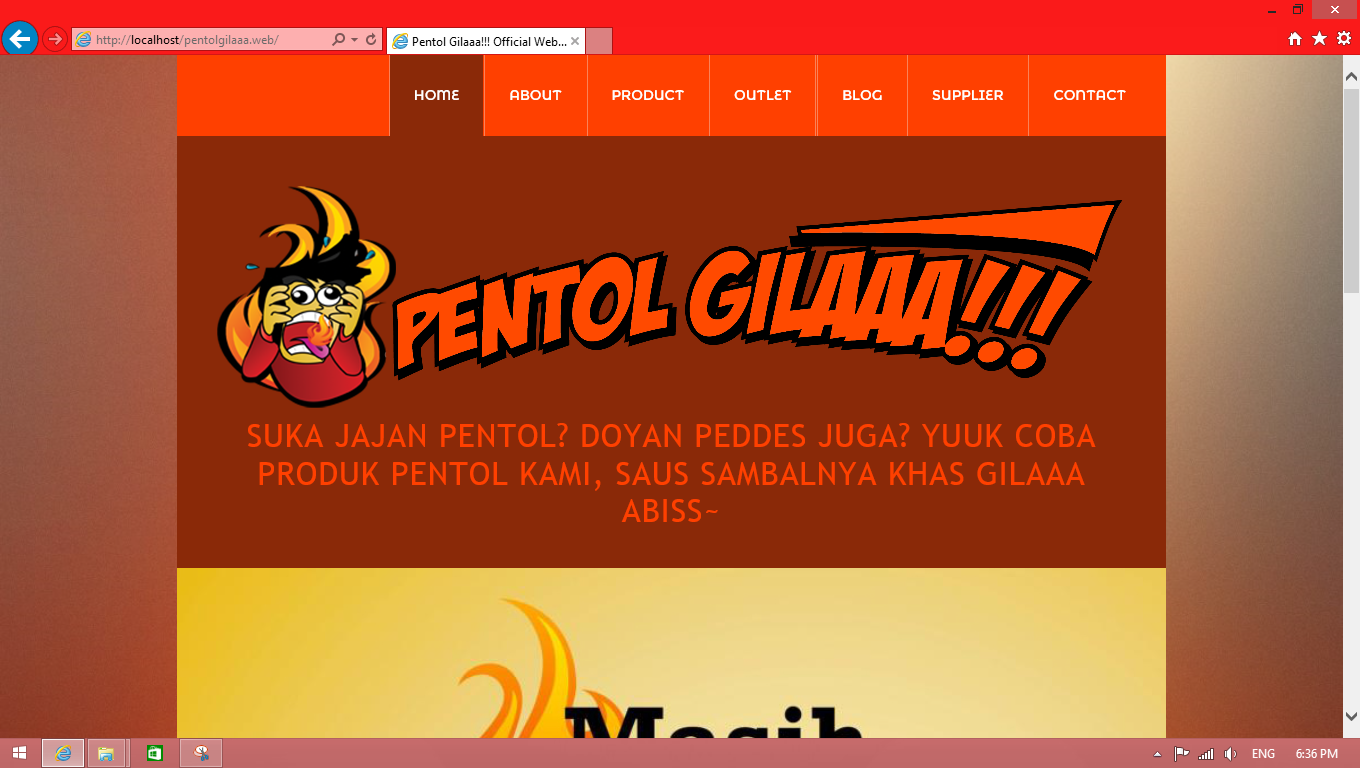 http://localhost/pentolgilaaa.web/
Pentol Gilaaa!!! Official Web...
HOME ABOUT PRODUCT OUTLET BLOG SUPPLIER CONTACT
PENTOL GILAAA!!!
SUKA JAJAN PENTOL? DOYAN PEDDES JUGA? YUUK COBA
PRODUK PENTOL KAMI, SAUS SAMBALNYA KHAS GILAAA
ABISS~
ENG 6:36 PM